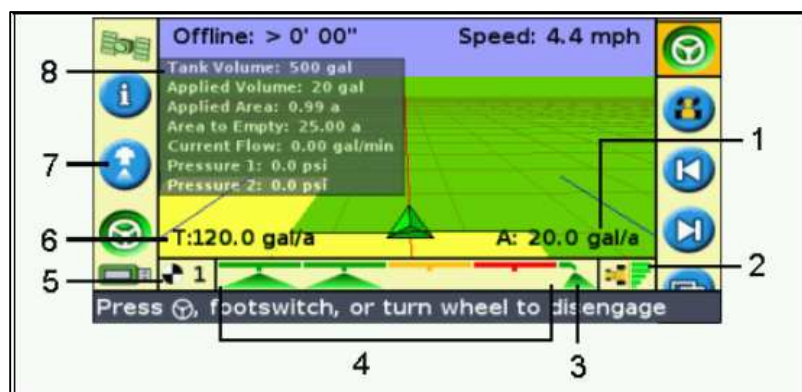 Offline: > 0' 00" Speed: 4.4 mph
8
Tank Volume: 500 gal
Applied Volume: 20 gal
Applied Area: 0.99 a
Area to Empty: 25.00 a
Current Flow: 0.00 gal/min
Pressure 1: 0.0 psi
Pressure 2: 0.0 psi
i
7
1
6
T:120.0 gal/a A: 20.0 gal/a
5
1
2
Press , footswitch, or turn wheel to disengage
4
3